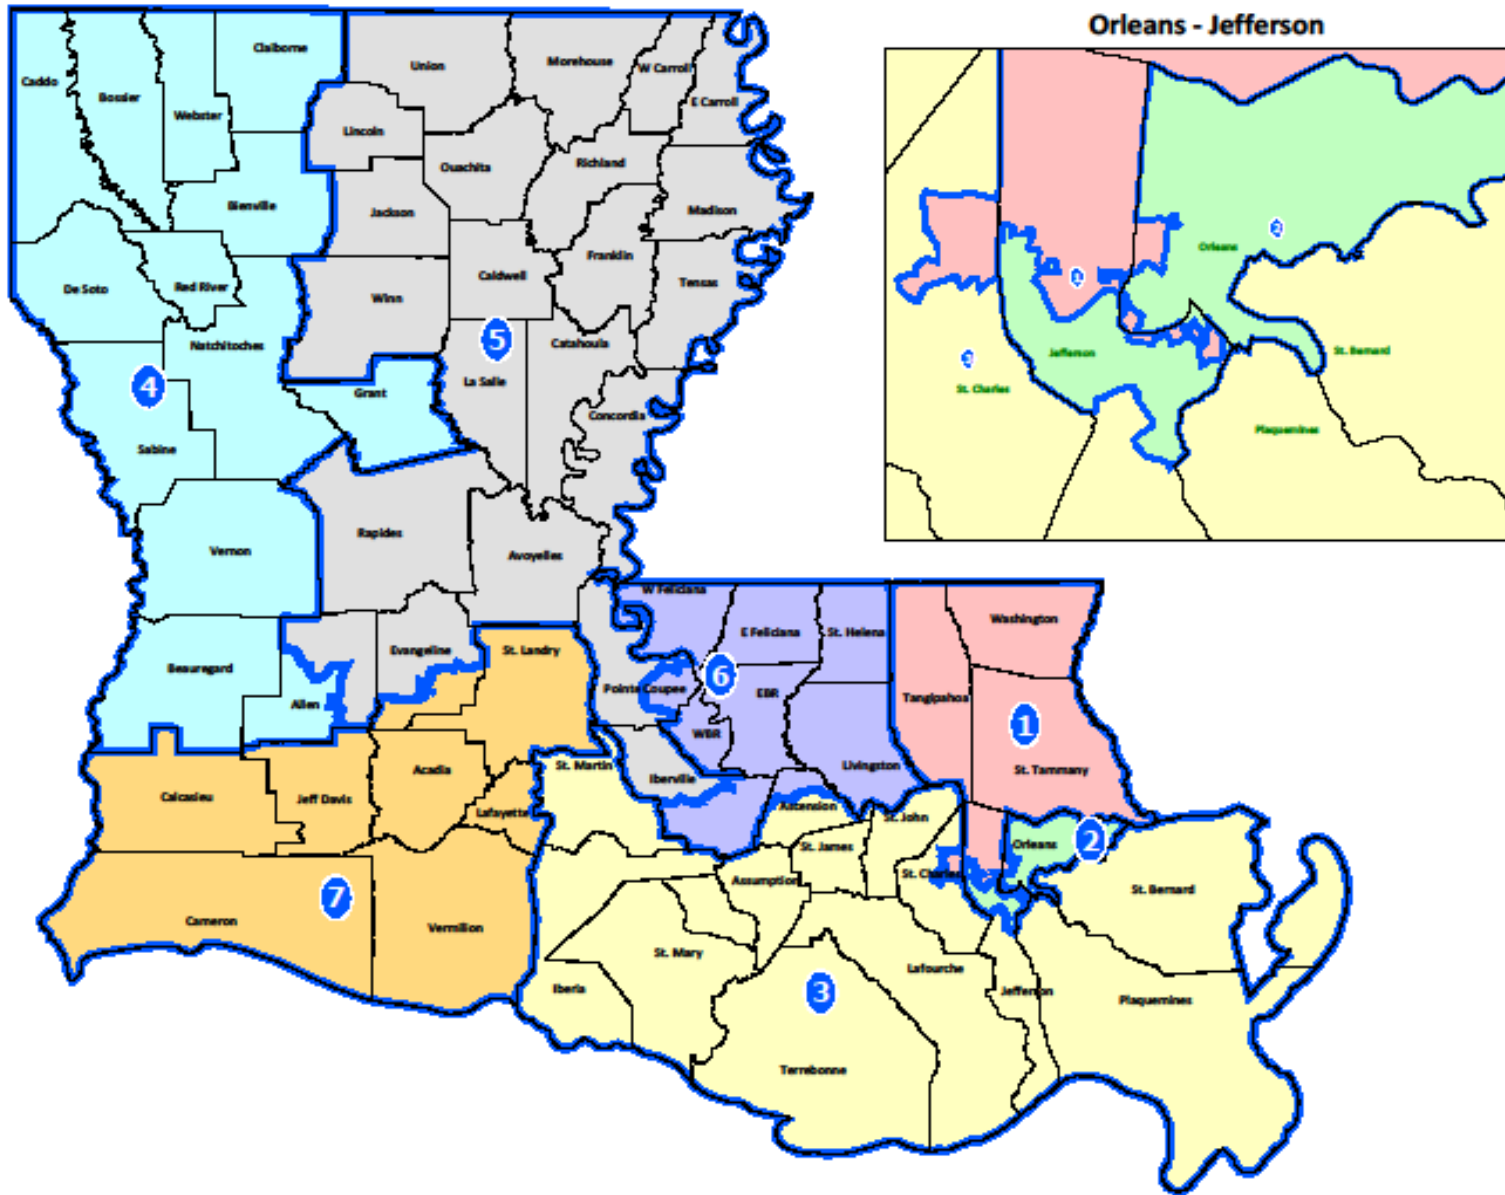 Orleans - Jefferson
Claiborne
Union
Morehouse
W Carroll
Caddo
Bossier
E Carroll
Webster
Lincoln
Ouachita
Richland
Bienville
Jackson
Madison
Franklin
Caldwell
Tensas
De Soto
Red River
Winn
Natchitoches
5
Catahoula
La Salle
4
Grant
Concordia
Sabine
Rapides
Vernon
Avoyelles
W Feliciana
E Feliciana
St. Helena
Washington
Evangeline
St. Landry
Beauregard
6
Pointe Coupee
EBR
Tangipahoa
Allen
1
WBR
St. Martin
Iberville
Livingston
St. Tammany
Acadia
Calcasieu
Jeff Davis
Lafayette
Ascension
St. John
St. James
Orleans
2
St. Charles
Assumption
St. Bernard
7
Cameron
Vermilion
St. Mary
Lafourche
Iberia
3
Jefferson
Plaquemines
Terrebonne
2
Orleans
1
Jefferson
St. Bernard
3
St. Charles
Plaquemines